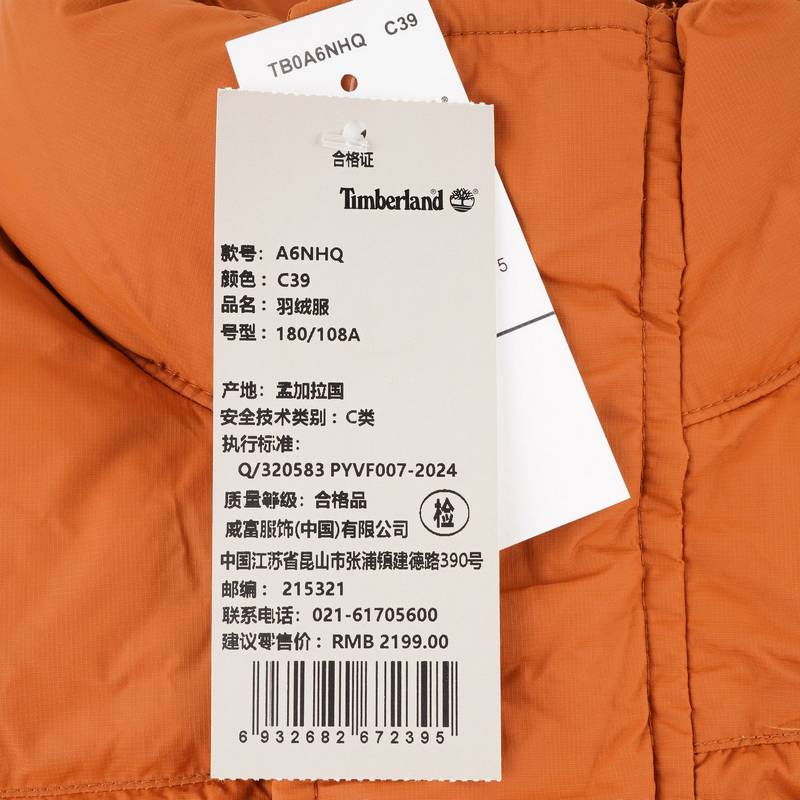 TB0A6NHQ C39
合格证
Timberland®
款号：A6NHQ
颜色：C39
品名：羽绒服
号型：180/108A
产地：孟加拉国
安全技术类别：C类
执行标准：
Q/320583 PYVF007-2024
质量等级：合格品
检
威富服饰(中国)有限公司
中国江苏省昆山市张浦镇建德路390号
邮编：215321
联系电话：021-61705600
建议零售价：RMB 2199.00
6932682672395
5